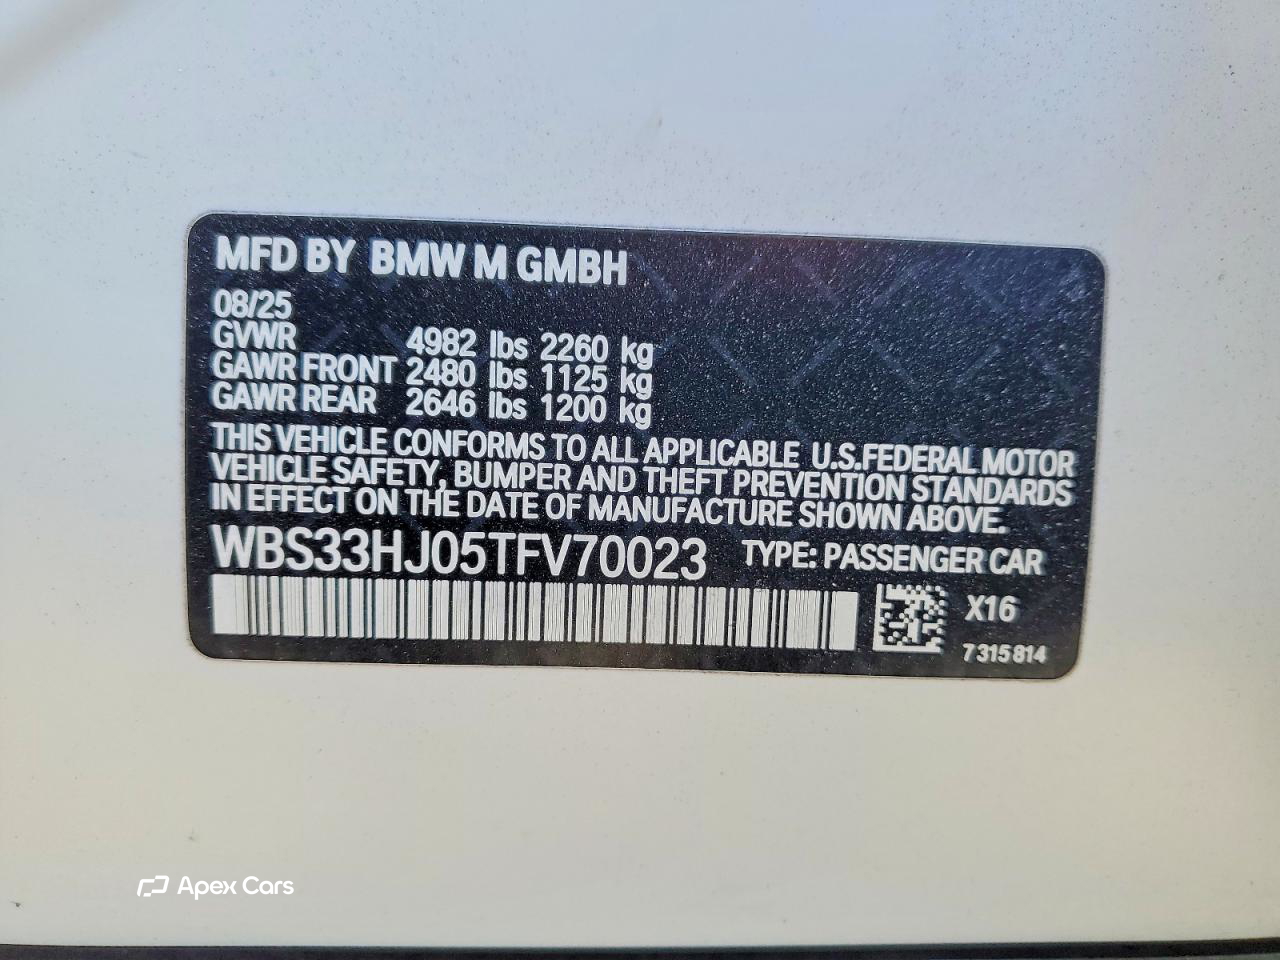 MFD BY BMW M GMBH
08/25
GVWR 4982 lbs 2260 kg
GAWR FRONT 2480 lbs 1125 kg
GAWR REAR 2646 lbs 1200 kg
THIS VEHICLE CONFORMS TO ALL APPLICABLE U.S.FEDERAL MOTOR
VEHICLE SAFETY, BUMPER AND THEFT PREVENTION STANDARDS
IN EFFECT ON THE DATE OF MANUFACTURE SHOWN ABOVE.
WBS33HJ05TFV70023 TYPE: PASSENGER CAR
X16
7 315 814
Apex Cars